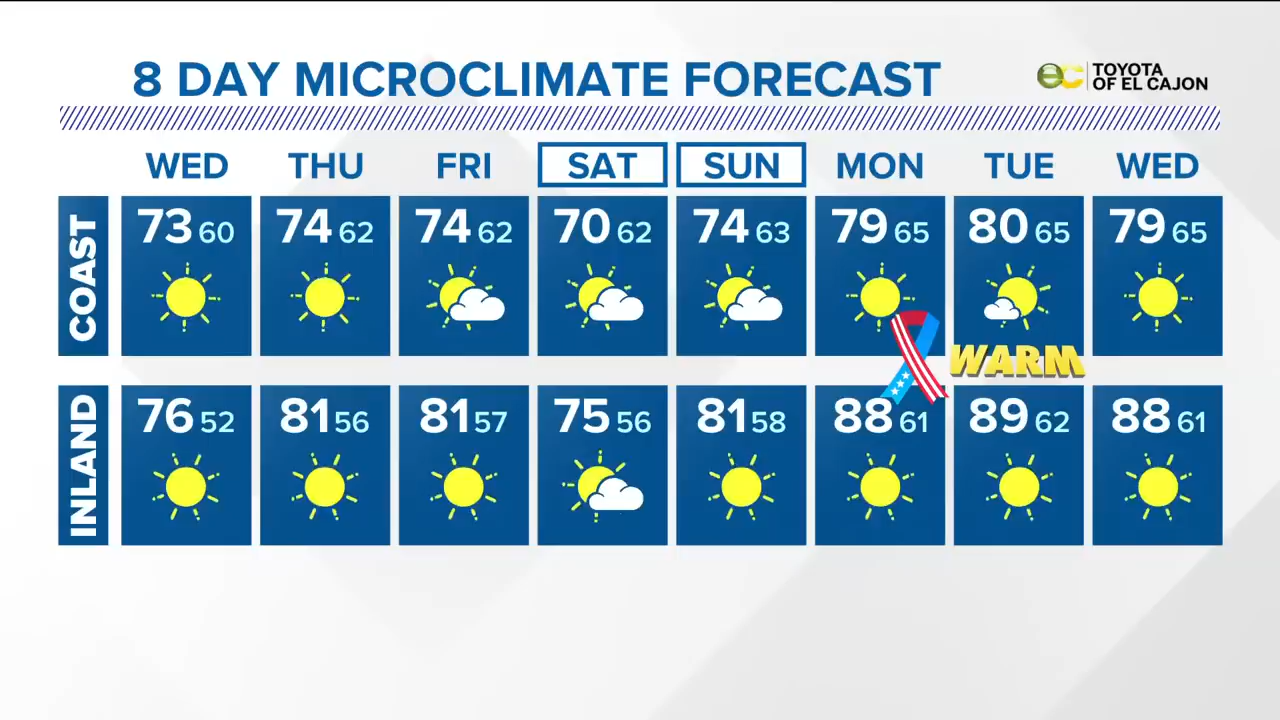 8 DAY MICROCLIMATE FORECAST
ec TOYOTA
OF EL CAJON
WED THU FRI SAT SUN MON TUE WED
COAST
73 60 74 62 74 62 70 62 74 63 79 65 80 65 79 65
WARM
INLAND
76 52 81 56 81 57 75 56 81 58 88 61 89 62 88 61